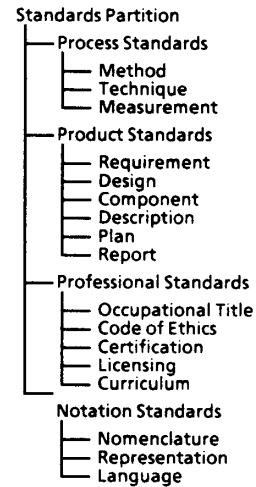 Standards Partition
Process Standards
Method
Technique
Measurement
Product Standards
Requirement
Design
Component
Description
Plan
Report
Professional Standards
Occupational Title
Code of Ethics
Certification
Licensing
Curriculum
Notation Standards
Nomenclature
Representation
Language